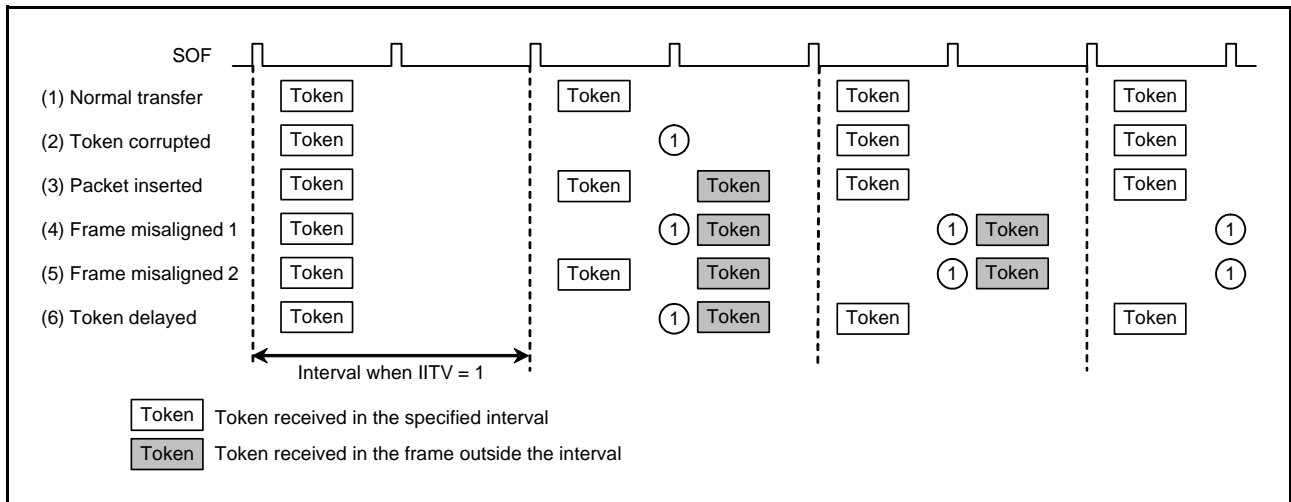 SOF
(1) Normal transfer Token Token Token Token
(2) Token corrupted Token 1 Token Token
(3) Packet inserted Token Token Token Token Token
(4) Frame misaligned 1 Token 1 Token 1 Token 1
(5) Frame misaligned 2 Token Token Token 1 Token 1
(6) Token delayed Token 1 Token Token Token
Interval when IITV = 1
Token Token received in the specified interval
Token Token received in the frame outside the interval